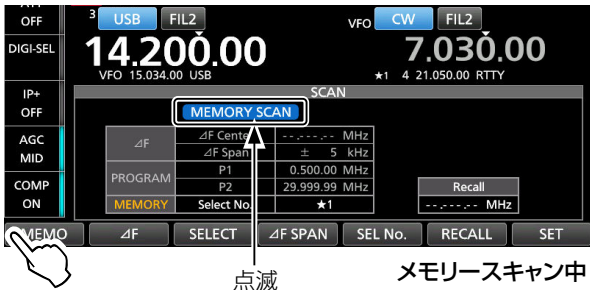 ATT
OFF
DIGI-SEL
IP+
OFF
AGC
MID
COMP
ON
3 USB FIL2
14.200.00
VFO 15.034.00 USB
VFO CW FIL2
7.030.00
★1 4 21.050.00 RTTY
SCAN
MEMORY SCAN
⊿F ⊿F Center --.---.-- MHz
⊿F Span ± 5 kHz
PROGRAM P1 0.500.00 MHz
P2 29.999.99 MHz
MEMORY Select No. ★1
Recall
--.---.-- MHz
MEMO ⊿F SELECT ⊿F SPAN SEL No. RECALL SET
点滅
メモリースキャン中